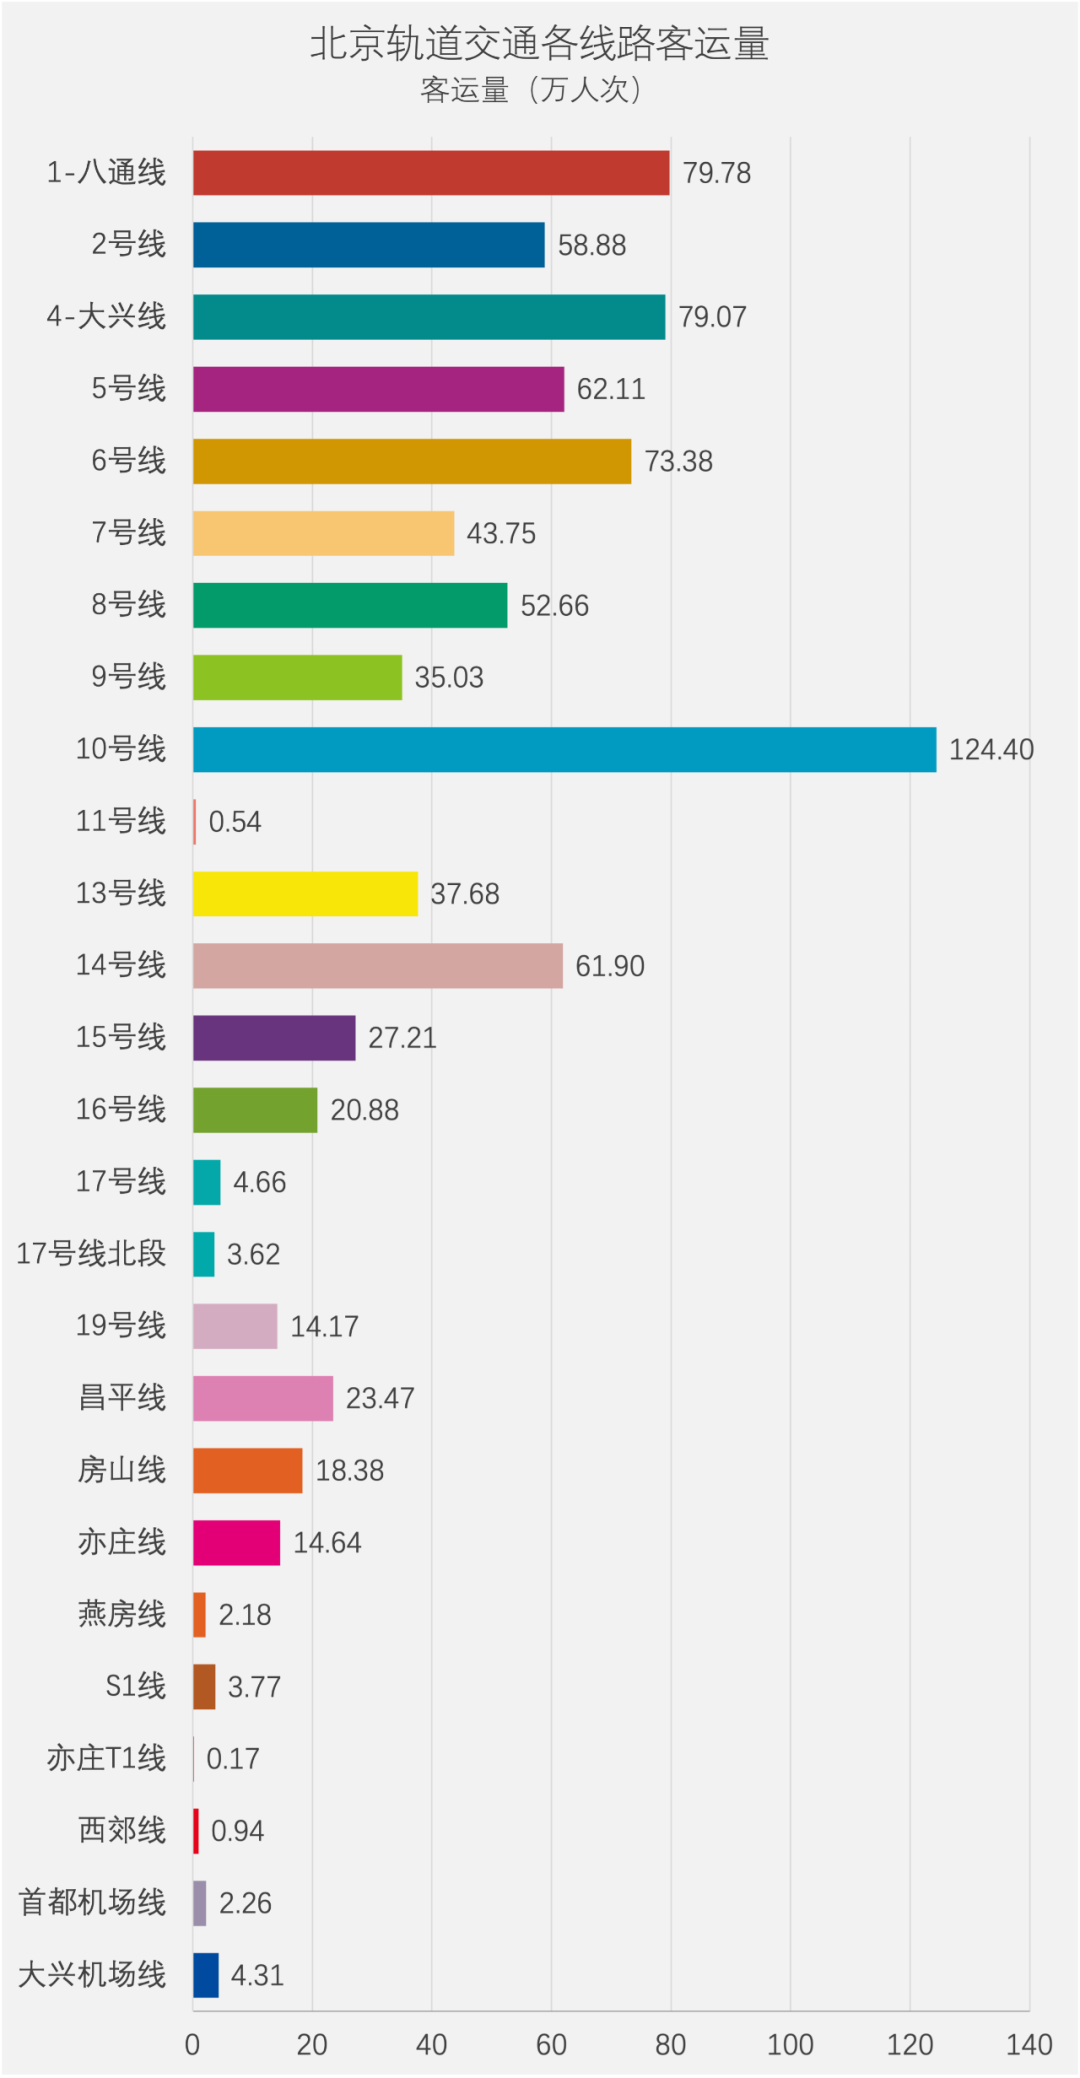 北京轨道交通各线路客运量
客运量（万人次）
1-八通线 79.78
2号线 58.88
4-大兴线 79.07
5号线 62.11
6号线 73.38
7号线 43.75
8号线 52.66
9号线 35.03
10号线 124.40
11号线 0.54
13号线 37.68
14号线 61.90
15号线 27.21
16号线 20.88
17号线 4.66
17号线北段 3.62
19号线 14.17
昌平线 23.47
房山线 18.38
亦庄线 14.64
燕房线 2.18
S1线 3.77
亦庄T1线 0.17
西郊线 0.94
首都机场线 2.26
大兴机场线 4.31
0 20 40 60 80 100 120 140